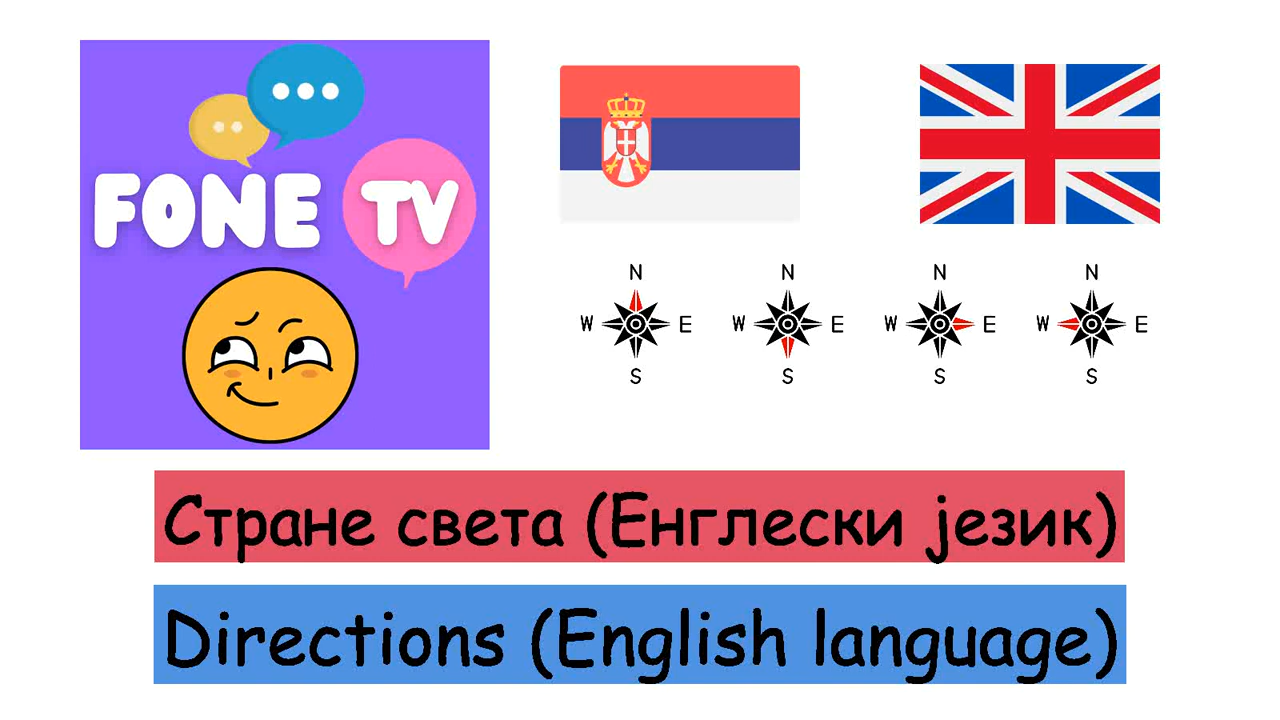 FONE TV
N N N N
W E W E W E W E
S S S S
Стране света (Енглески језик)
Directions (English language)